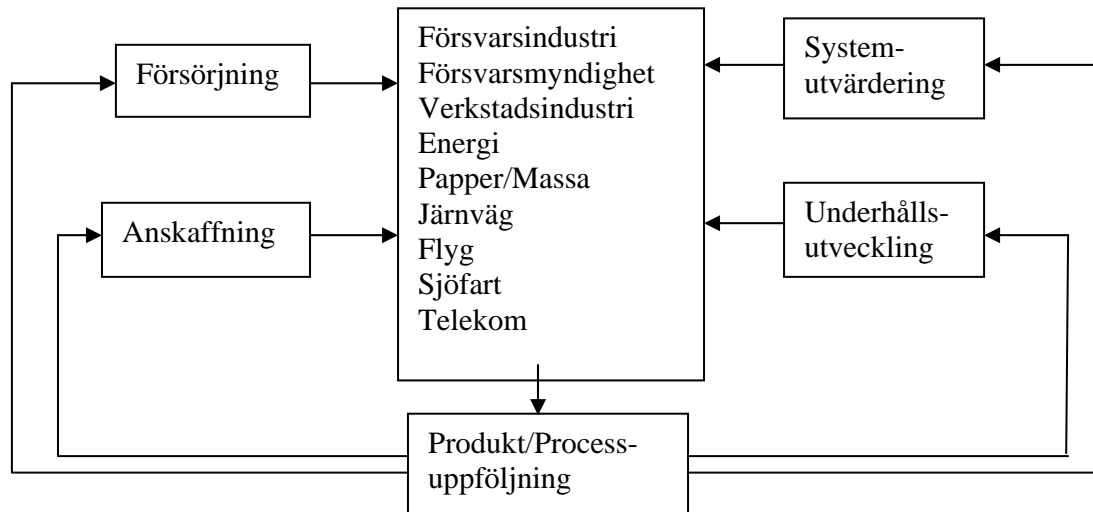 Försörjning
Anskaffning
Försvarsindustri
Försvarsmyndighet
Verkstadsindustri
Energi
Papper/Massa
Järnväg
Flyg
Sjöfart
Telekom
System-
utvärdering
Underhålls-
utveckling
Produkt/Process-
uppföljning